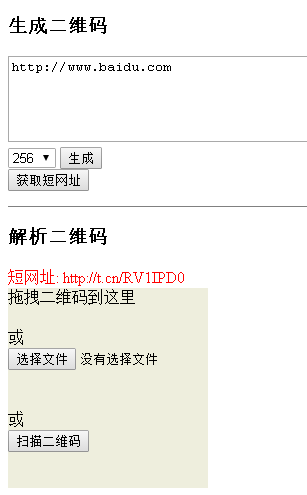 生成二维码
http://www.baidu.com
256 生成
获取短网址
解析二维码
短网址: http://t.cn/RV1IPD0
拖拽二维码到这里
或
选择文件 没有选择文件
或
扫描二维码